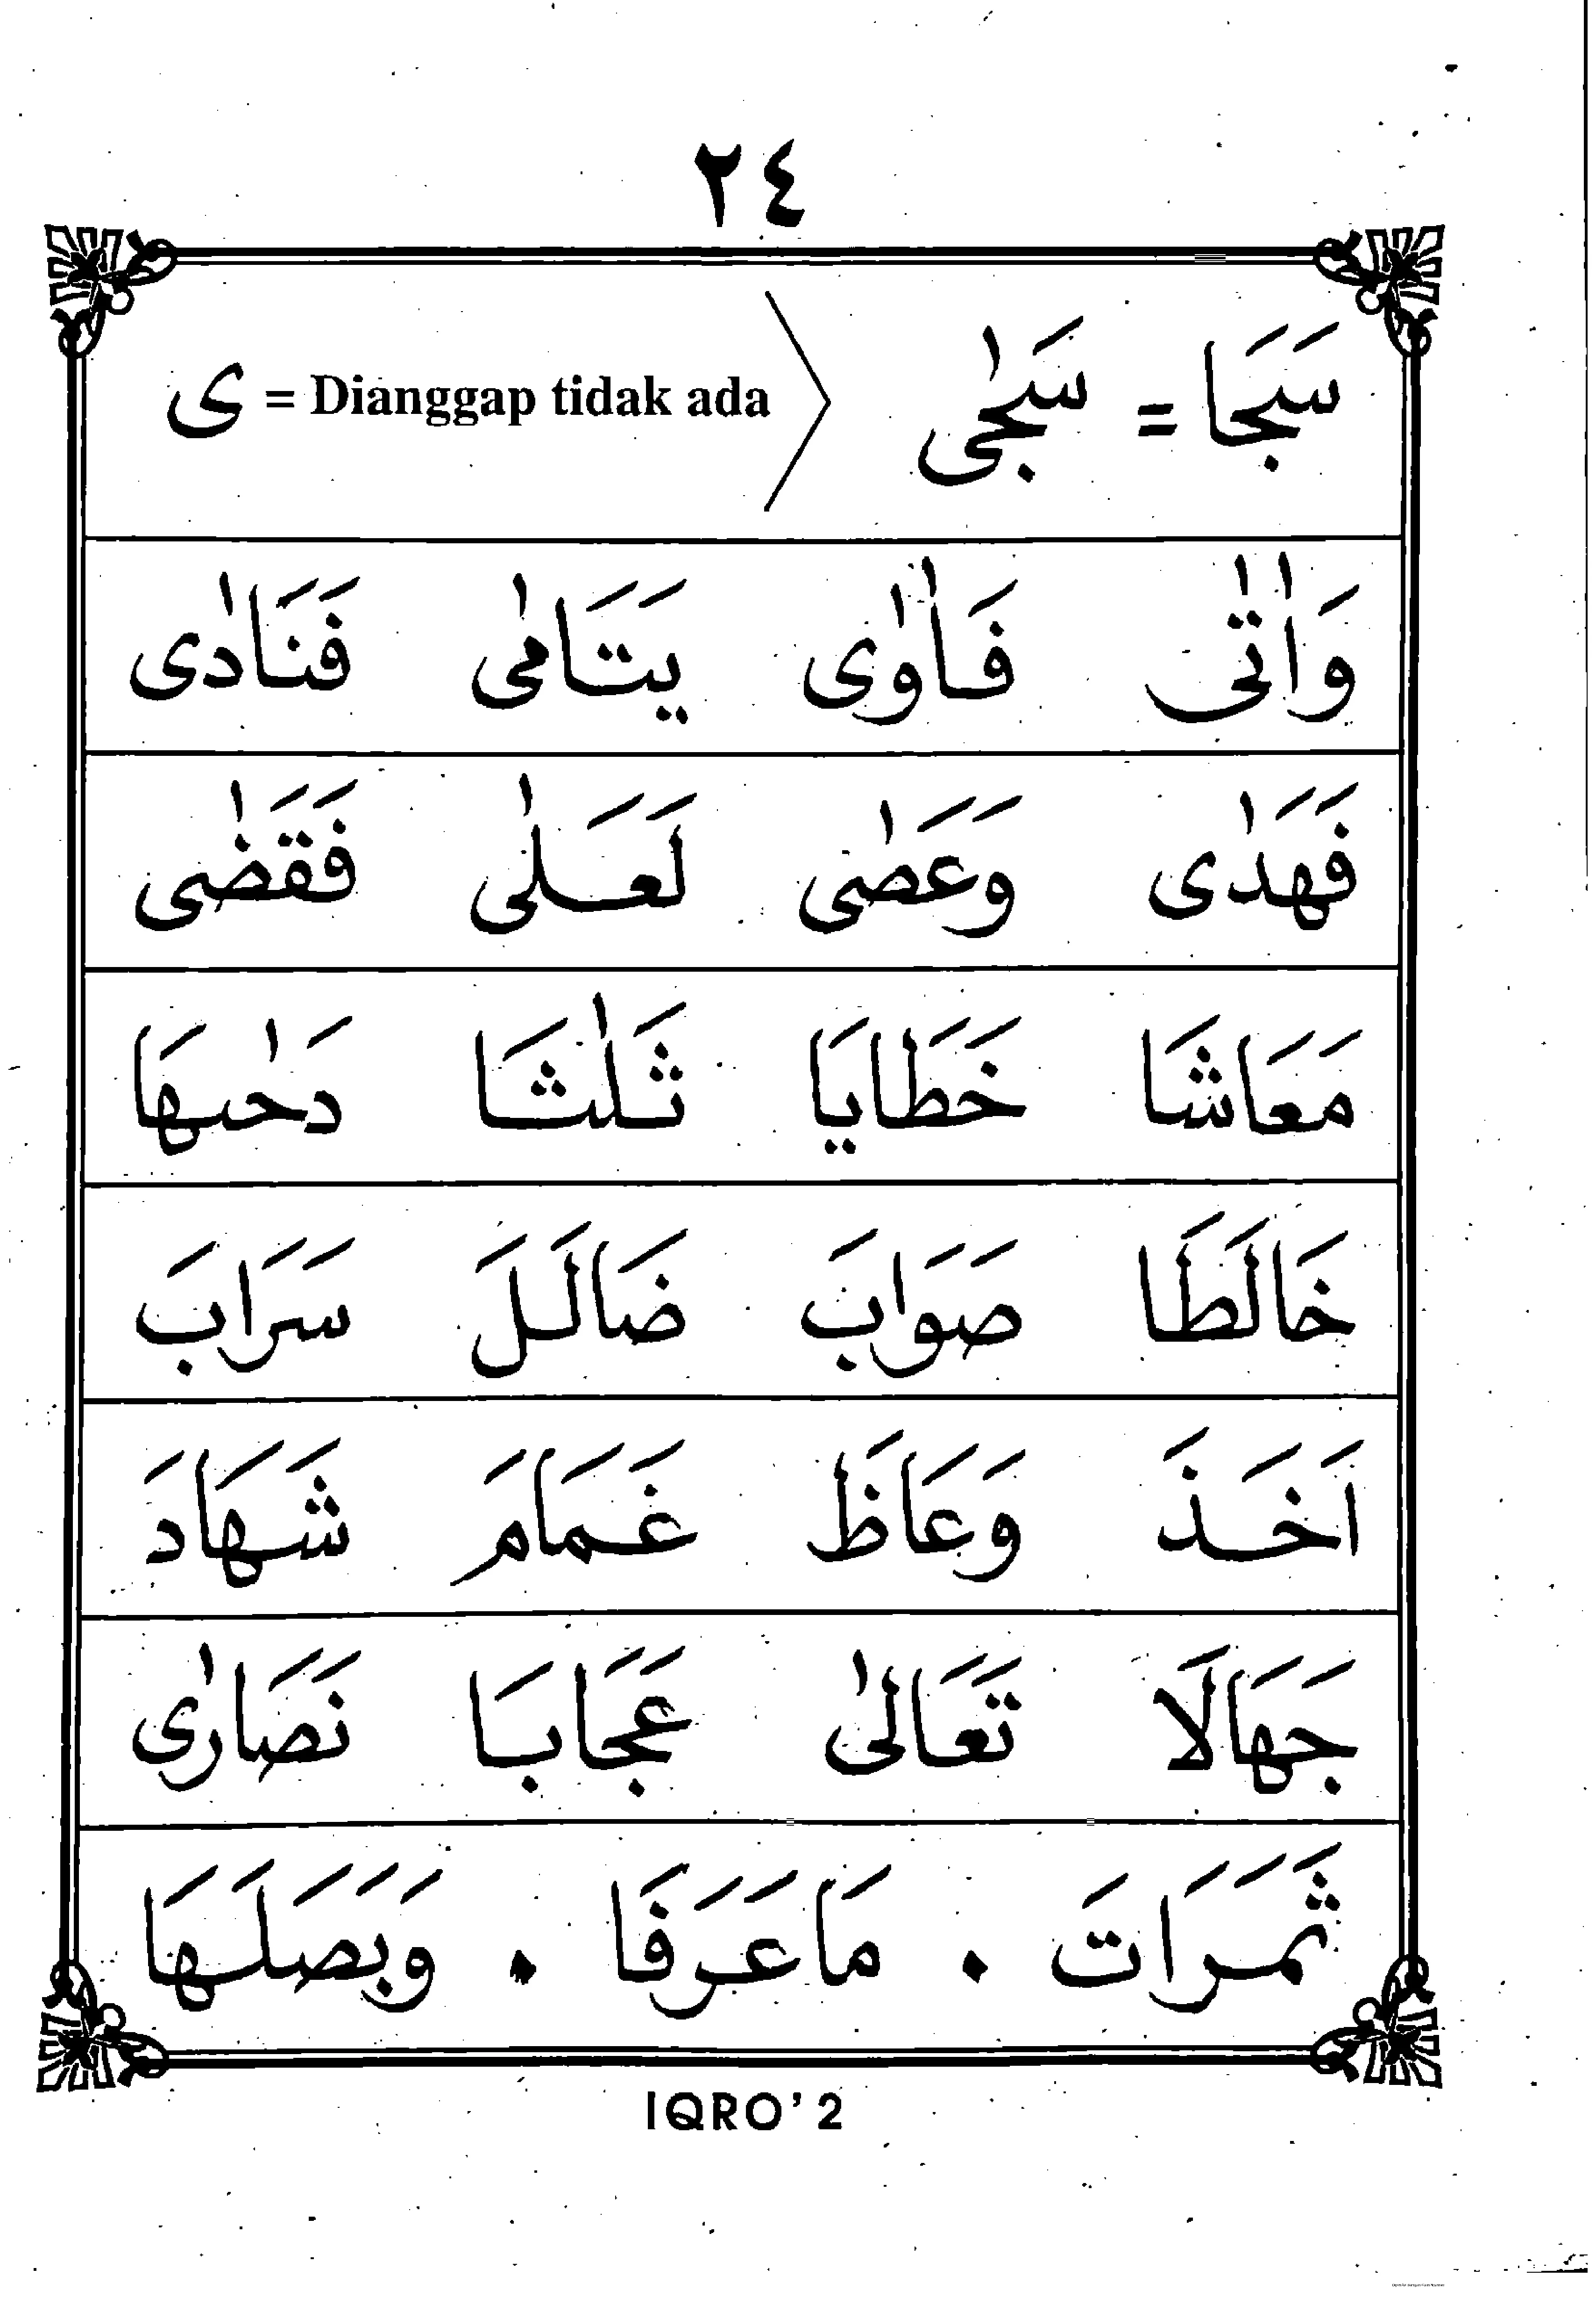 ٢٤
سَجَا = سَجٰى ى = Dianggap tidak ada
وَاٰتٰى فَاٰوٰى يَتَامٰى فَنَادٰى
فَهَدٰى وَعَصٰى لَعَلٰى فَقَضٰى
مَعَاشَا خَطَايَا ثَلٰثَا دَحٰىهَا
خَالَطَا صَوَابَ ضَالَلَ سَرَابَ
اَخَذَ وَعَاظَ غَمَامَ شَهَادَ
جَهَالَا تَعَالٰى عَجَابَا نَصَارٰى
ثَمَرَاتَ . مَاعَرَفَا . وَبَصَلَهَا
IQRO' 2